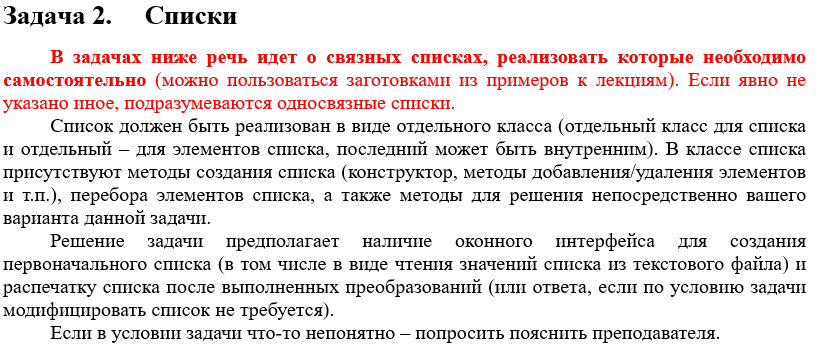 Задача 2. Списки
В задачах ниже речь идет о связных списках, реализовать которые необходимо
самостоятельно (можно пользоваться заготовками из примеров к лекциям). Если явно не
указано иное, подразумеваются односвязные списки.
Список должен быть реализован в виде отдельного класса (отдельный класс для списка
и отдельный – для элементов списка, последний может быть внутренним). В классе списка
присутствуют методы создания списка (конструктор, методы добавления/удаления элементов
и т.п.), перебора элементов списка, а также методы для решения непосредственно вашего
варианта данной задачи.
Решение задачи предполагает наличие оконного интерфейса для создания
первоначального списка (в том числе в виде чтения значений списка из текстового файла) и
распечатку списка после выполненных преобразований (или ответа, если по условию задачи
модифицировать список не требуется).
Если в условии задачи что-то непонятно – попросить пояснить преподавателя.